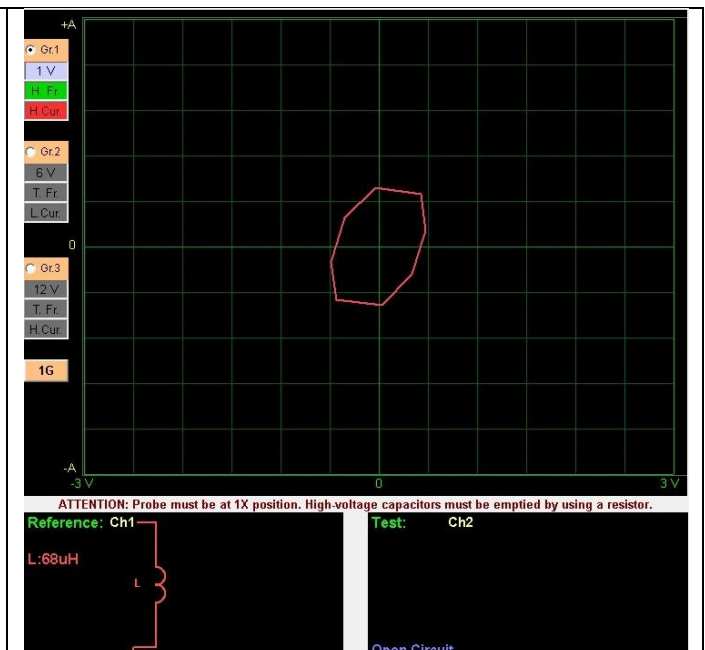 +A
Gr.1
1 V
H. Fr.
H.Cur.
Gr.2
6 V
T. Fr.
L.Cur.
0
Gr.3
12 V
T. Fr.
H.Cur.
1G
-A
-3 V 0 3 V
ATTENTION: Probe must be at 1X position. High-voltage capacitors must be emptied by using a resistor.
Reference: Ch1
Test: Ch2
L:68uH
L
Open Circuit